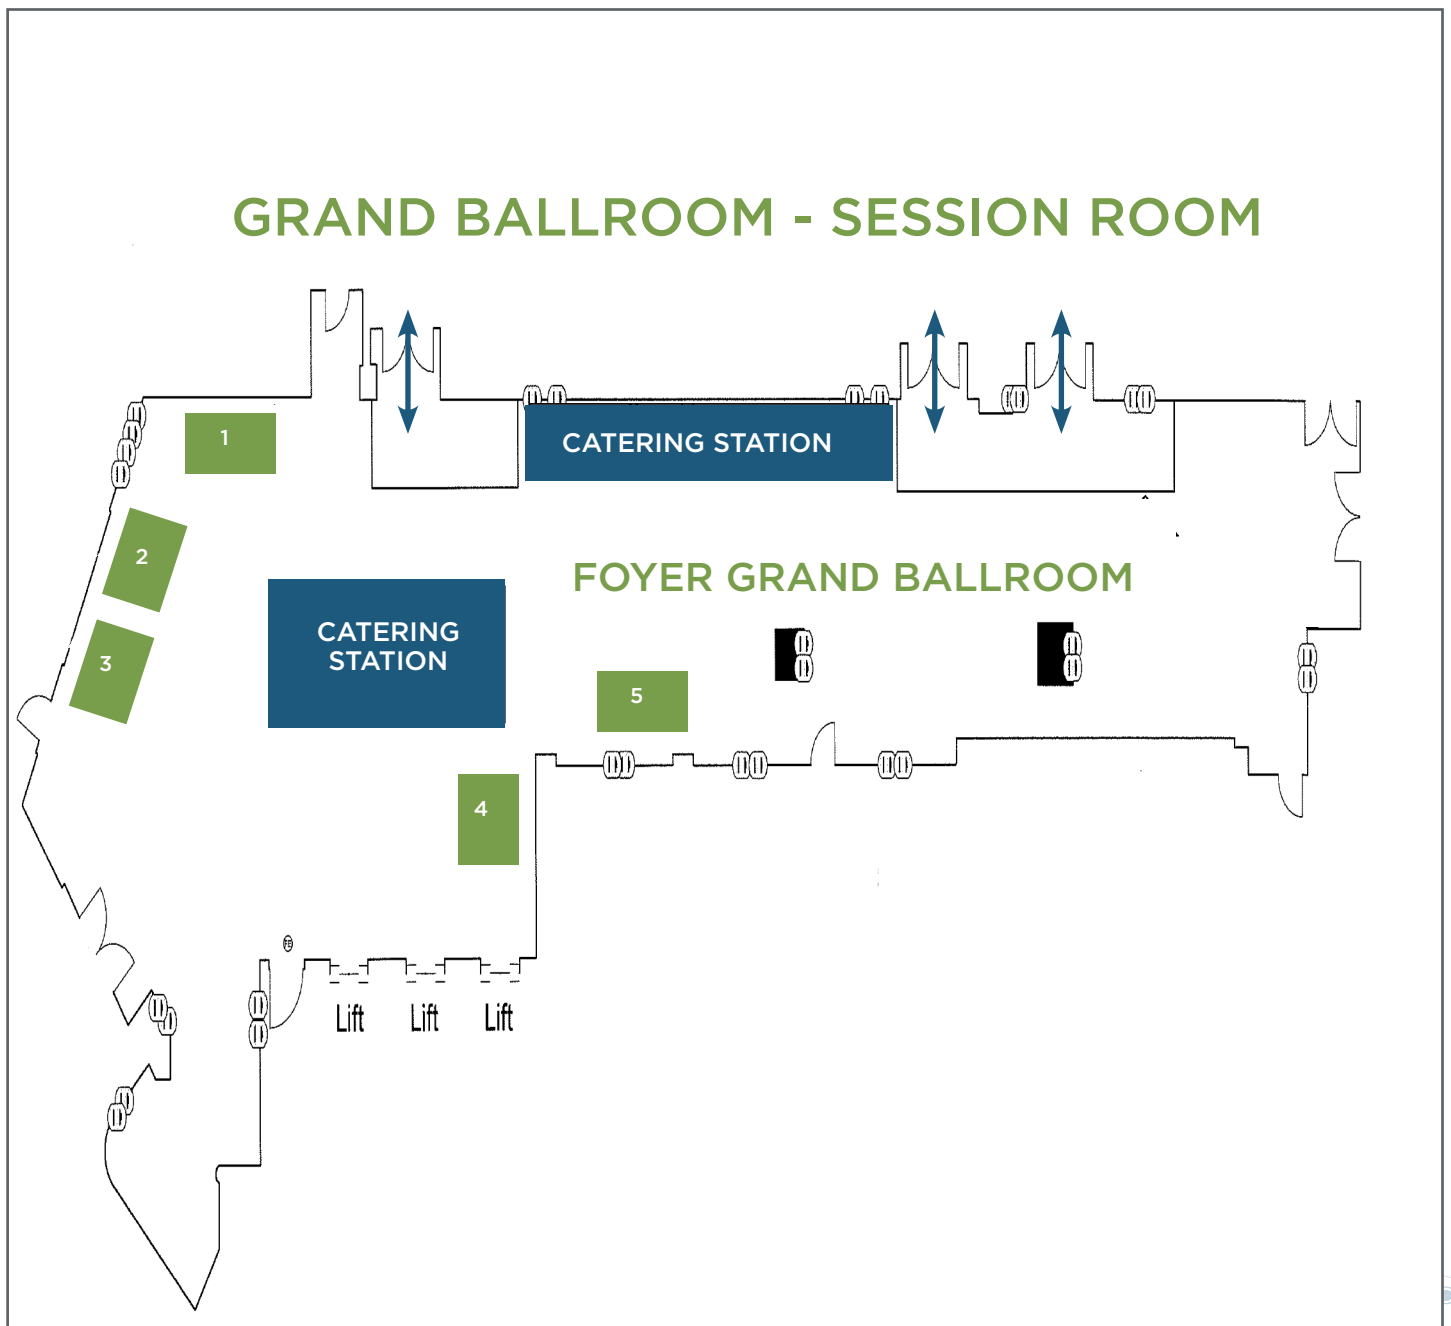 GRAND BALLROOM - SESSION ROOM
1
CATERING STATION
2
FOYER GRAND BALLROOM
CATERING
STATION
3
5
4
Lift
Lift
Lift